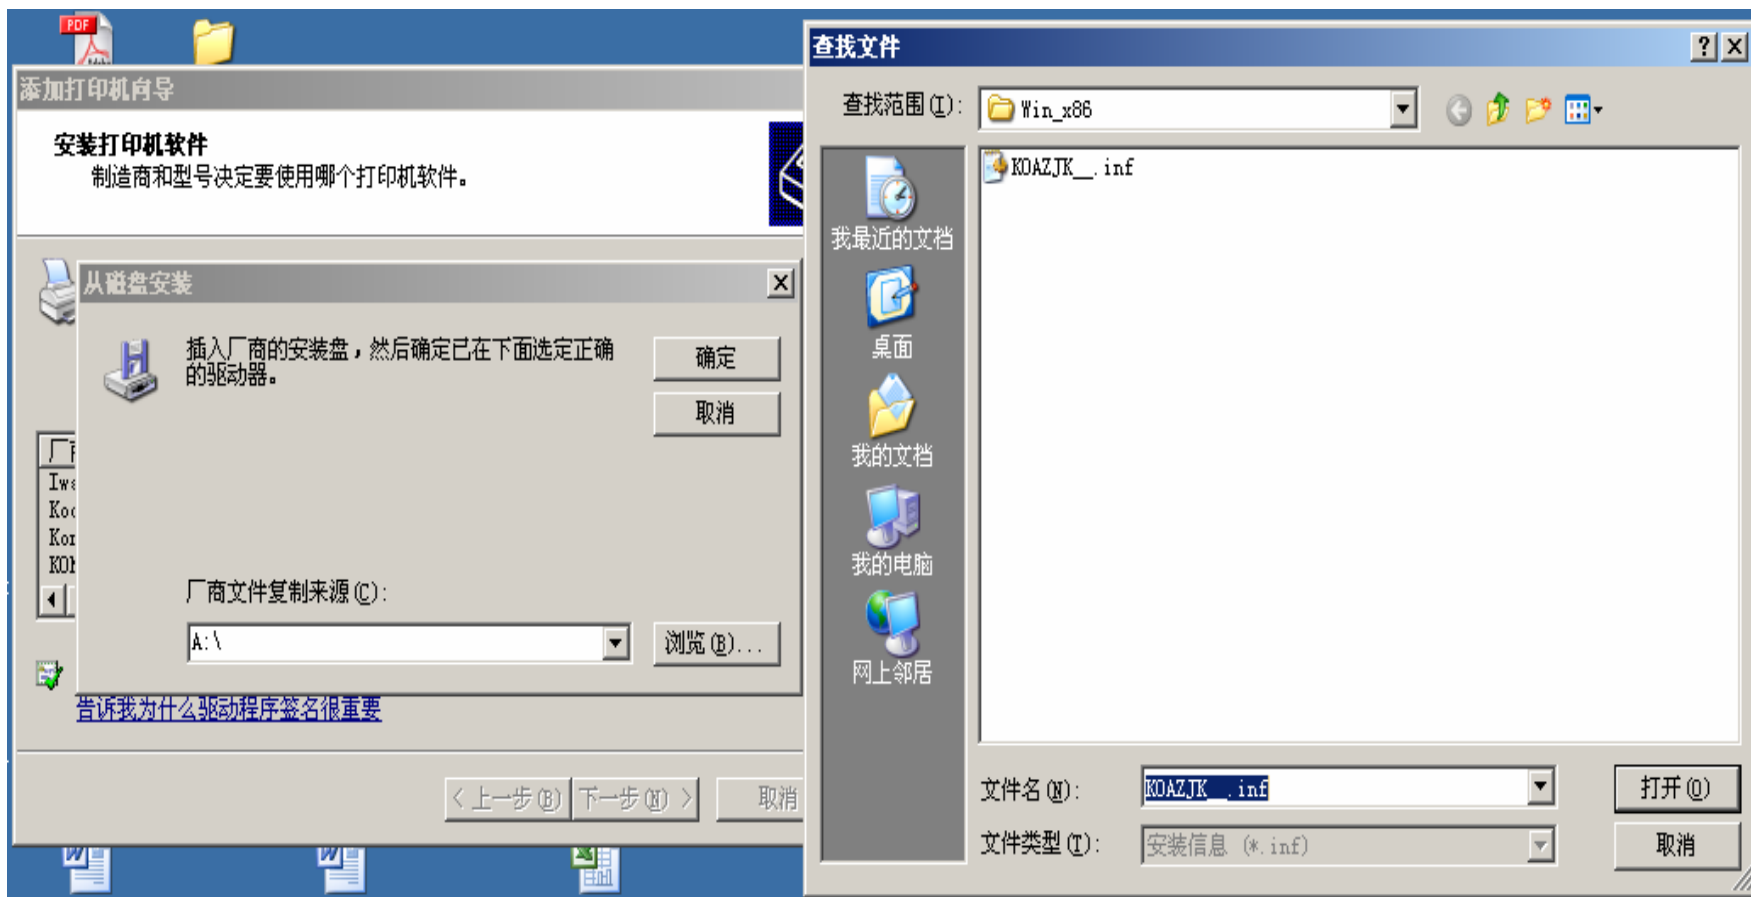 PDF
添加打印机向导
安装打印机软件
制造商和型号决定要使用哪个打印机软件。
从磁盘安装
插入厂商的安装盘，然后确定已在下面选定正确
的驱动器。
确定
取消
厂
Koc
厂商文件复制来源(C):
A:\
浏览(B)...
告诉我为什么驱动程序签名很重要
< 上一步(B)
下一步(N) >
取消
查找文件
查找范围(I):
Win_x86
KOAZJK__.inf
我最近的文档
桌面
我的文档
我的电脑
网上邻居
文件名(N):
KOAZJK__.inf
打开(O)
文件类型(T):
安装信息 (*.inf)
取消